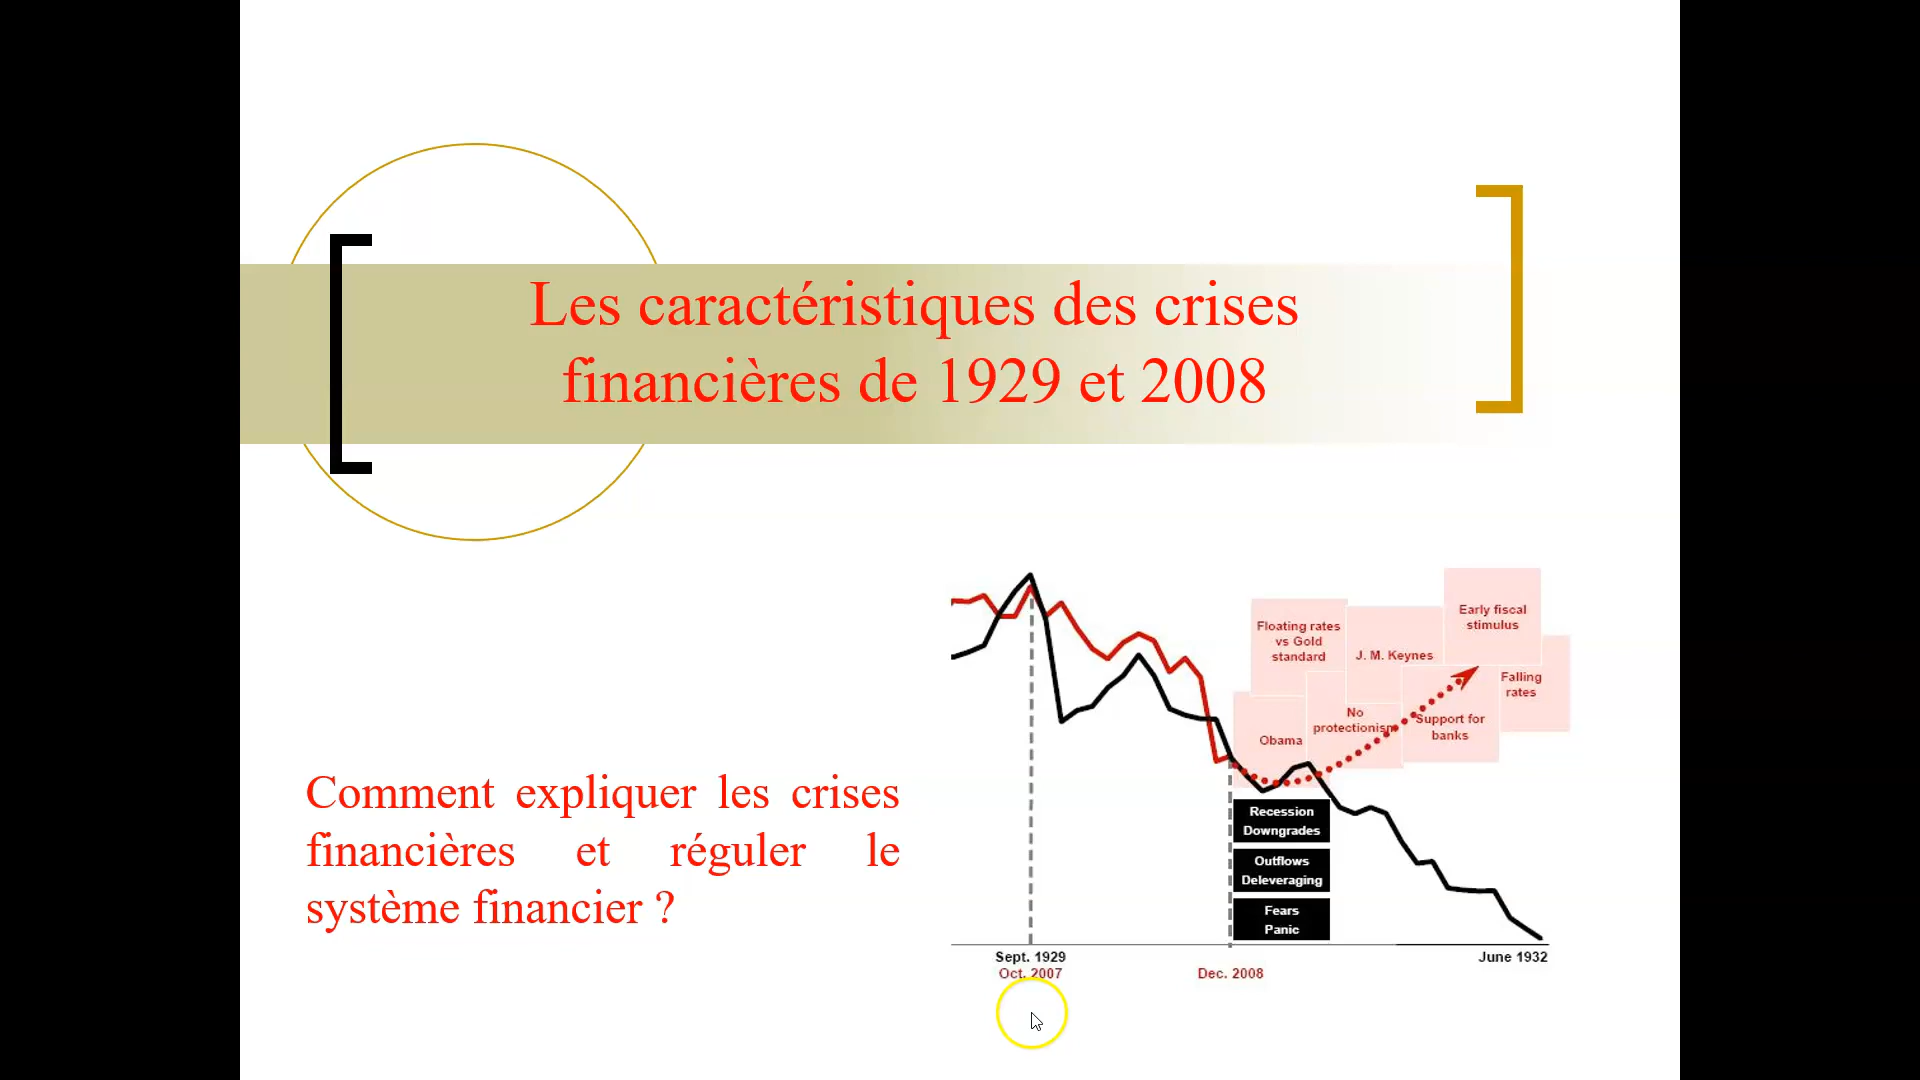 Les caractéristiques des crises
financières de 1929 et 2008
Comment expliquer les crises
financières et réguler le
système financier ?
Early fiscal
stimulus
Floating rates
vs Gold
standard
J. M. Keynes
Falling
rates
No
protectionism
Support for
banks
Obama
Recession
Downgrades
Outflows
Deleveraging
Fears
Panic
Sept. 1929
Oct. 2007
Dec. 2008
June 1932